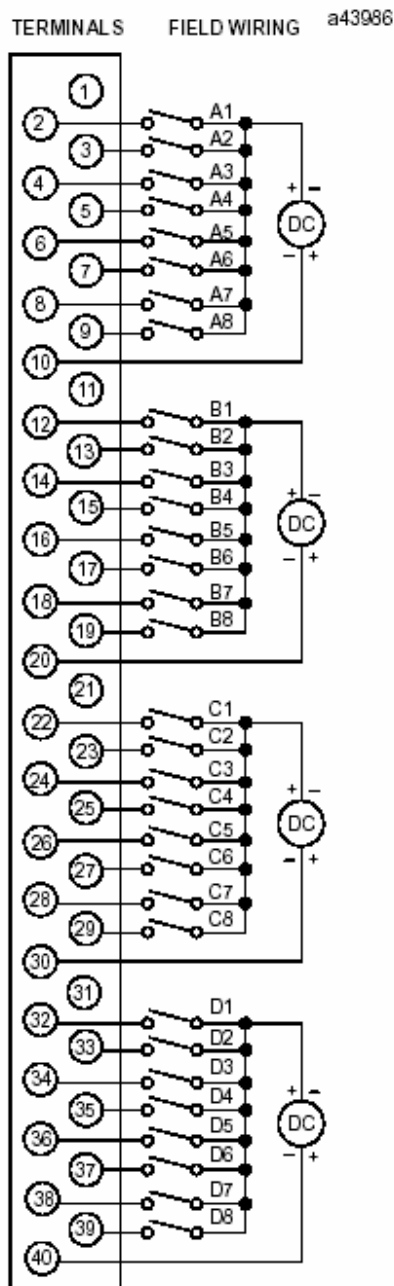 TERMINALS FIELD WIRING a43986
1
2 A1
3 A2
4 A3
5 A4
+ –
DC
– +
6 A5
7 A6
8 A7
9 A8
10
11
12 B1
13 B2
14 B3
15 B4
+ –
DC
– +
16 B5
17 B6
18 B7
19 B8
20
21
22 C1
23 C2
24 C3
25 C4
+ –
DC
– +
26 C5
27 C6
28 C7
29 C8
30
31
32 D1
33 D2
34 D3
35 D4
+ –
DC
– +
36 D5
37 D6
38 D7
39 D8
40